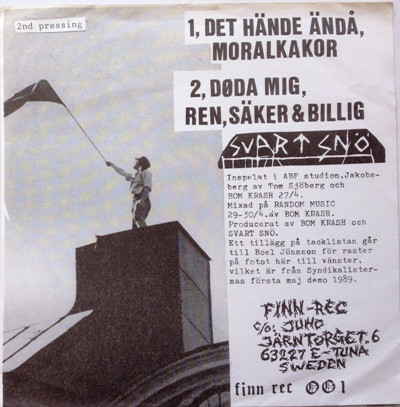 2nd pressing
1, DET HÄNDE ÄNDÅ,
MORALKAKOR
2, DØDA MIG,
REN, SÄKER & BILLIG
SVART SNÖ
Inspelat i ABF studion,Jakobs-
berg av Tom Sjöberg och
BOM KRASH 27/4.
Mixad på RANDOM MUSIC
29-30/4.av BOM KRASH.
Producerat av BOM KRASH och
SVART SNÖ.
Ett tillägg på tacklistan går
till Boel Jönsson för raster
på fotot här till vänster,
vilket är från Syndikalister-
nas första maj demo 1989.
FINN-REC
C/O: JUHO
JÄRNTORGET. 6
63227 E-TUNA
SWEDEN
finn rec 001